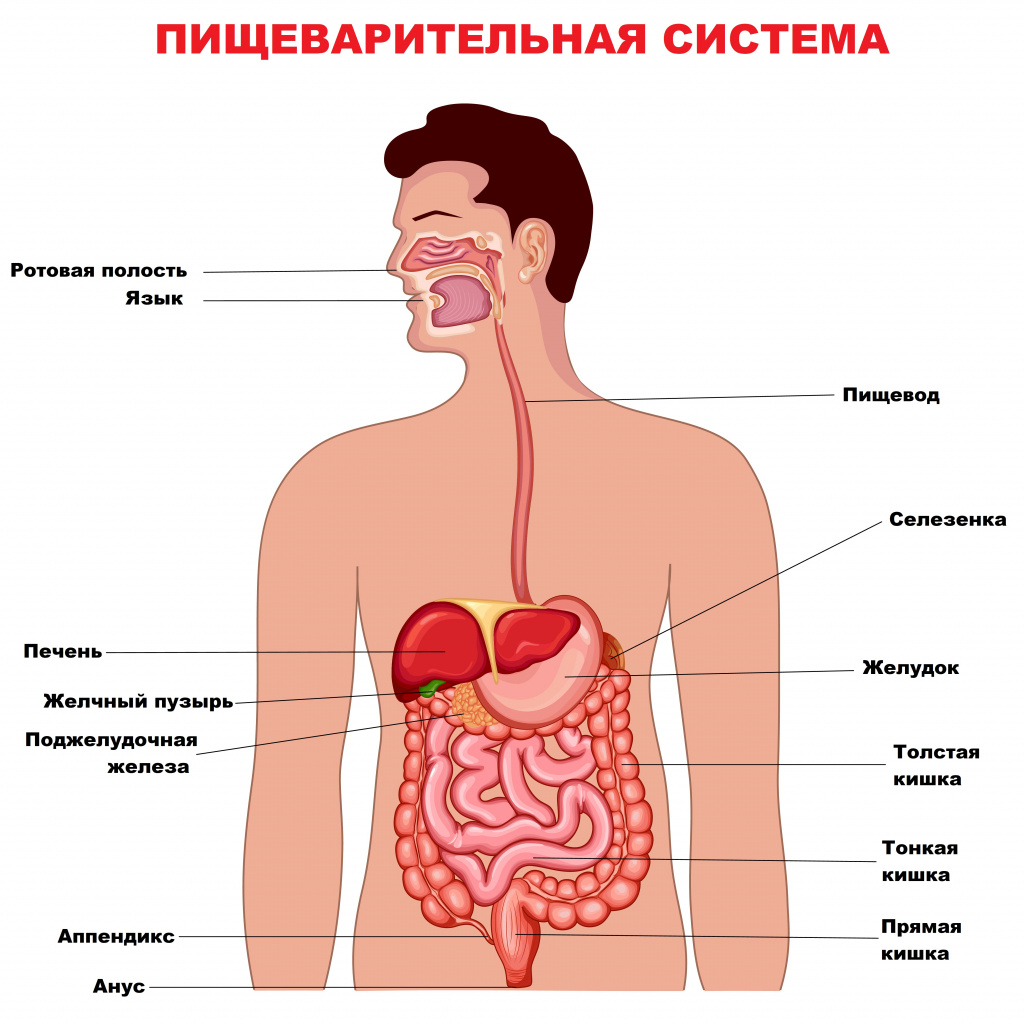 ПИЩЕВАРИТЕЛЬНАЯ СИСТЕМА
Ротовая полость
Язык
Пищевод
Селезенка
Печень
Желудок
Желчный пузырь
Поджелудочная
железа
Толстая
кишка
Тонкая
кишка
Аппендикс
Прямая
кишка
Анус